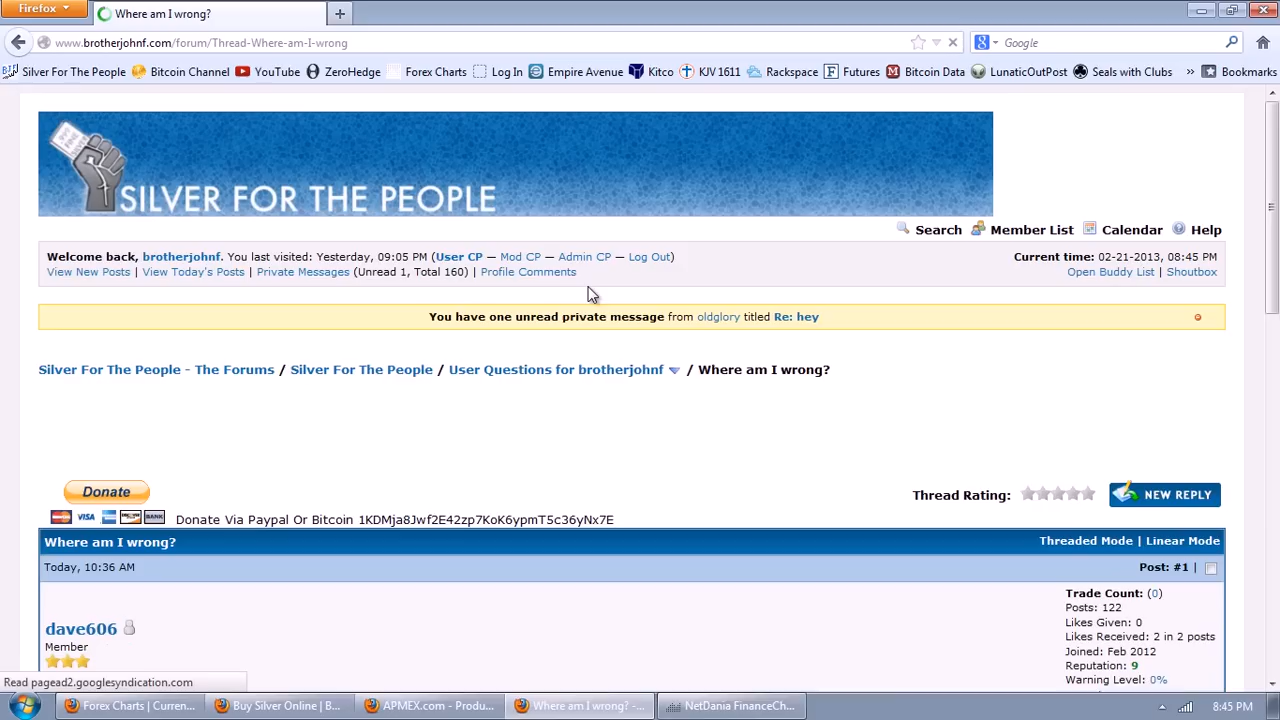 Firefox
Where am I wrong?
www.brotherjohnf.com/forum/Thread-Where-am-I-wrong
Google
Silver For The People Bitcoin Channel YouTube ZeroHedge Forex Charts Log In Empire Avenue Kitco KJV 1611 Rackspace Futures Bitcoin Data LunaticOutPost Seals with Clubs » Bookmarks
SILVER FOR THE PEOPLE
Search Member List Calendar Help
Welcome back, brotherjohnf. You last visited: Yesterday, 09:05 PM (User CP — Mod CP — Admin CP — Log Out) Current time: 02-21-2013, 08:45 PM
View New Posts | View Today's Posts | Private Messages (Unread 1, Total 160) | Profile Comments Open Buddy List | Shoutbox
You have one unread private message from oldglory titled Re: hey
Silver For The People - The Forums / Silver For The People / User Questions for brotherjohnf / Where am I wrong?
Donate
Thread Rating: NEW REPLY
VISA BANK Donate Via Paypal Or Bitcoin 1KDMja8Jwf2E42zp7KoK6ypmT5c36yNx7E
Where am I wrong? Threaded Mode | Linear Mode
Today, 10:36 AM Post: #1 |
Trade Count: (0)
Posts: 122
Likes Given: 0
dave606
Likes Received: 2 in 2 posts
Member
Joined: Feb 2012
Reputation: 9
Warning Level: 0%
Read pagead2.googlesyndication.com
Forex Charts | Curren... Buy Silver Online | B... APMEX.com - Produ... Where am I wrong? -... NetDania FinanceCh... 8:45 PM